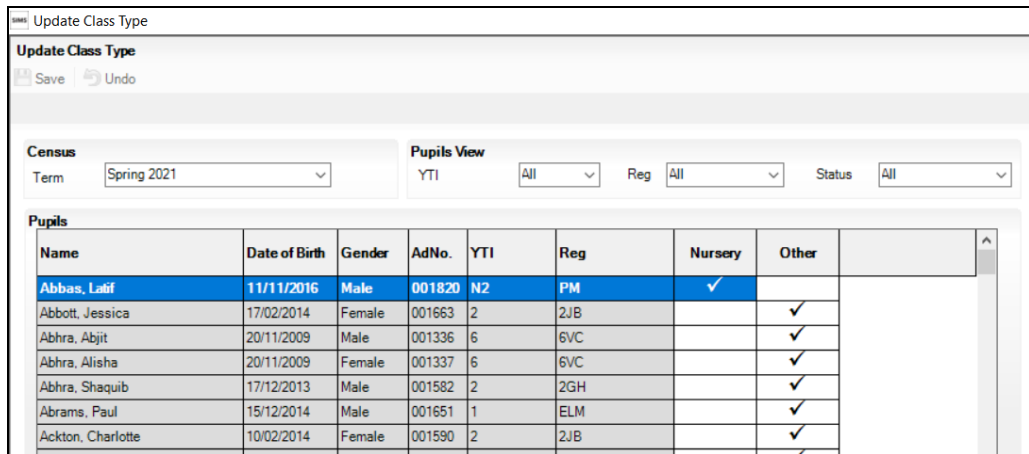 SIMS Update Class Type
Update Class Type
Save Undo
Census Pupils View
Term Spring 2021 YTI All Reg All Status All
Pupils
Name Date of Birth Gender AdNo. YTI Reg Nursery Other
Abbas, Latif 11/11/2016 Male 001820 N2 PM ✓
Abbott, Jessica 17/02/2014 Female 001663 2 2JB ✓
Abhra, Abjit 20/11/2009 Male 001336 6 6VC ✓
Abhra, Alisha 20/11/2009 Female 001337 6 6VC ✓
Abhra, Shaquib 17/12/2013 Male 001582 2 2GH ✓
Abrams, Paul 15/12/2014 Male 001651 1 ELM ✓
Ackton, Charlotte 10/02/2014 Female 001590 2 2JB ✓